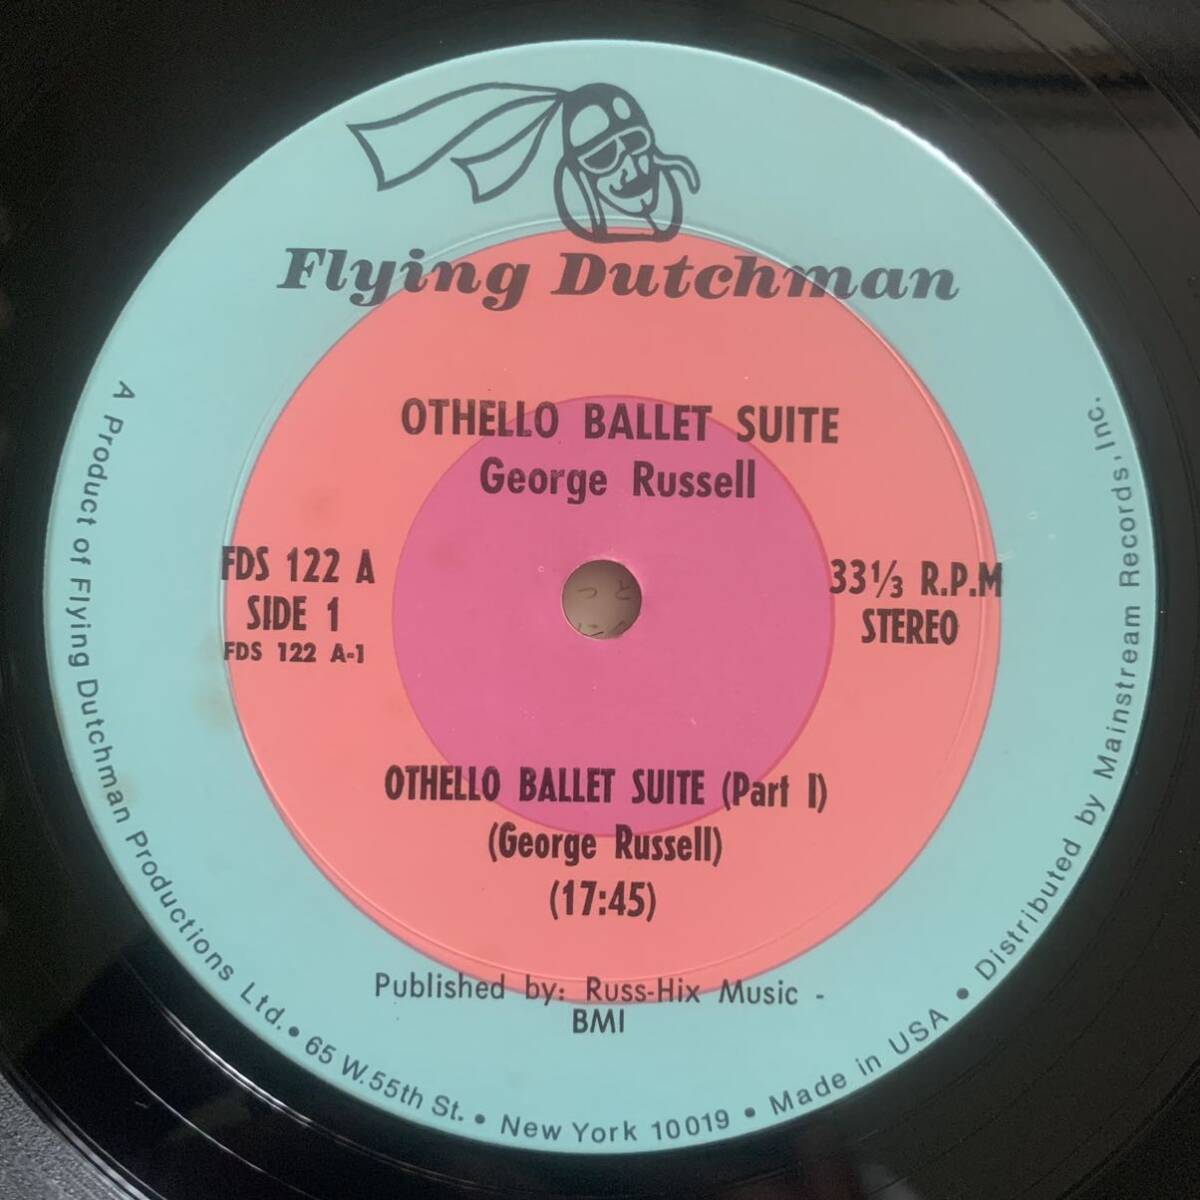 Flying Dutchman
OTHELLO BALLET SUITE
George Russell
FDS 122 A
SIDE 1
FDS 122 A-1
33⅓ R.P.M
STEREO
っと
OTHELLO BALLET SUITE (Part I)
(George Russell)
(17:45)
Published by: Russ-Hix Music -
BMI
A Product of Flying Dutchman Productions Ltd. • 65 W.55th St. • New York 10019 • Made in USA • Distributed by Mainstream Records, Inc.